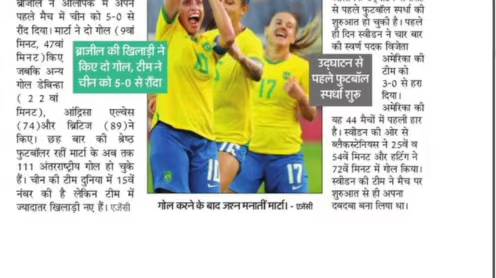 ब्राजील ने ओलंपिक में अपने
पहले मैच में चीन को 5-0 से
रौंद दिया। मार्टा ने दो गोल (9वां
मिनट, 47वां
मिनट) किए
जबकि अन्य
गोल डेबिन्हा
( 2 2 वां
मिनट),
आंद्रिसा एल्वेस
(74)और ब्रिटिज (89)ने
किए। छह बार की श्रेष्ठ
फुटबॉलर रहीं मार्टा के अब तक
111 अंतरराष्ट्रीय गोल हो चुके
हैं। चीन की टीम दुनिया में 15वें
नंबर की है लेकिन टीम में
ज्यादातर खिलाड़ी नए हैं। एजेंसी
ब्राजील की खिलाड़ी ने
किए दो गोल, टीम ने
चीन को 5-0 से रौंदा
उद्घाटन से
पहले फुटबॉल
स्पर्धा शुरू
गोल करने के बाद जश्न मनातीं मार्टा। - एजेंसी
से पहले फुटबॉल स्पर्धा की
शुरुआत हो चुकी है। पहले
ही दिन स्वीडन ने चार बार
की स्वर्ण पदक विजेता
अमेरिका की
टीम को
3-0 से हरा
दिया।
अमेरिका की
यह 44 मैचों में पहली हार
है। स्वीडन की ओर से
ब्लैकस्टेनियस ने 25वें व
54वें मिनट और हर्टिग ने
72वें मिनट में गोल किया।
स्वीडन की टीम ने मैच पर
शुरुआत से ही अपना
दबदबा बना लिया था।